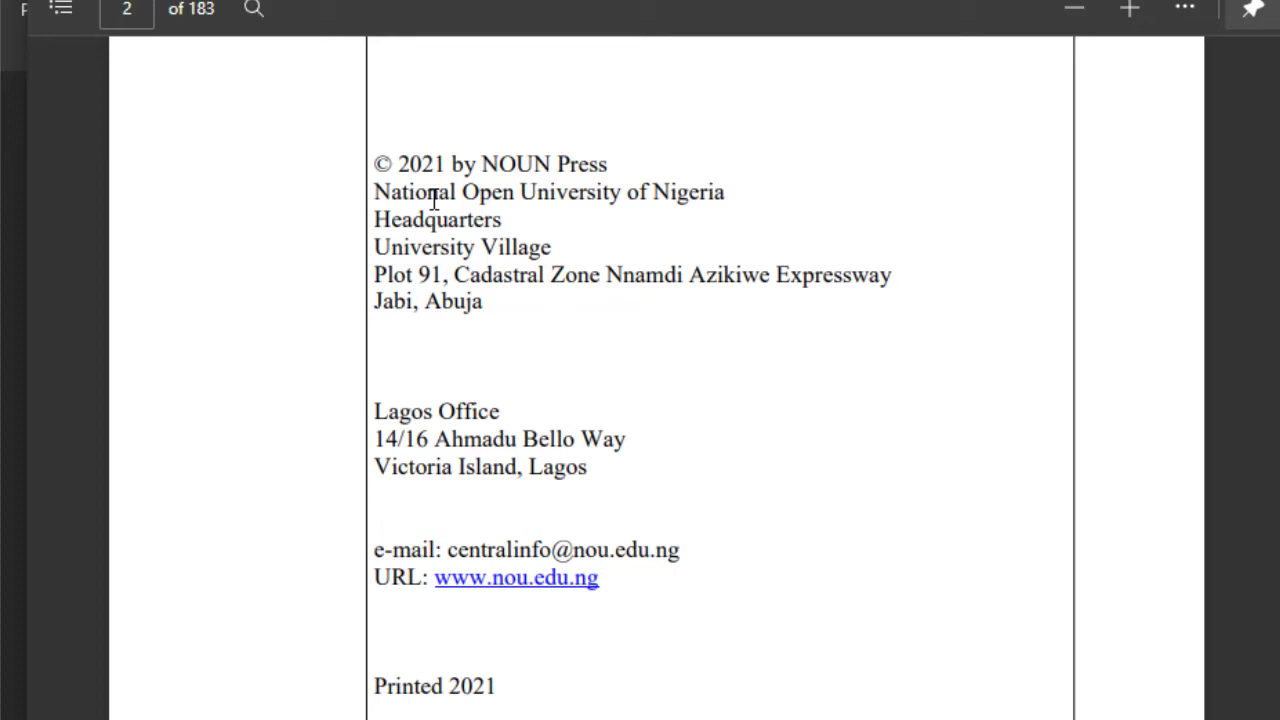 2 of 183
© 2021 by NOUN Press
National Open University of Nigeria
Headquarters
University Village
Plot 91, Cadastral Zone Nnamdi Azikiwe Expressway
Jabi, Abuja
Lagos Office
14/16 Ahmadu Bello Way
Victoria Island, Lagos
e-mail: centralinfo@nou.edu.ng
URL: www.nou.edu.ng
Printed 2021